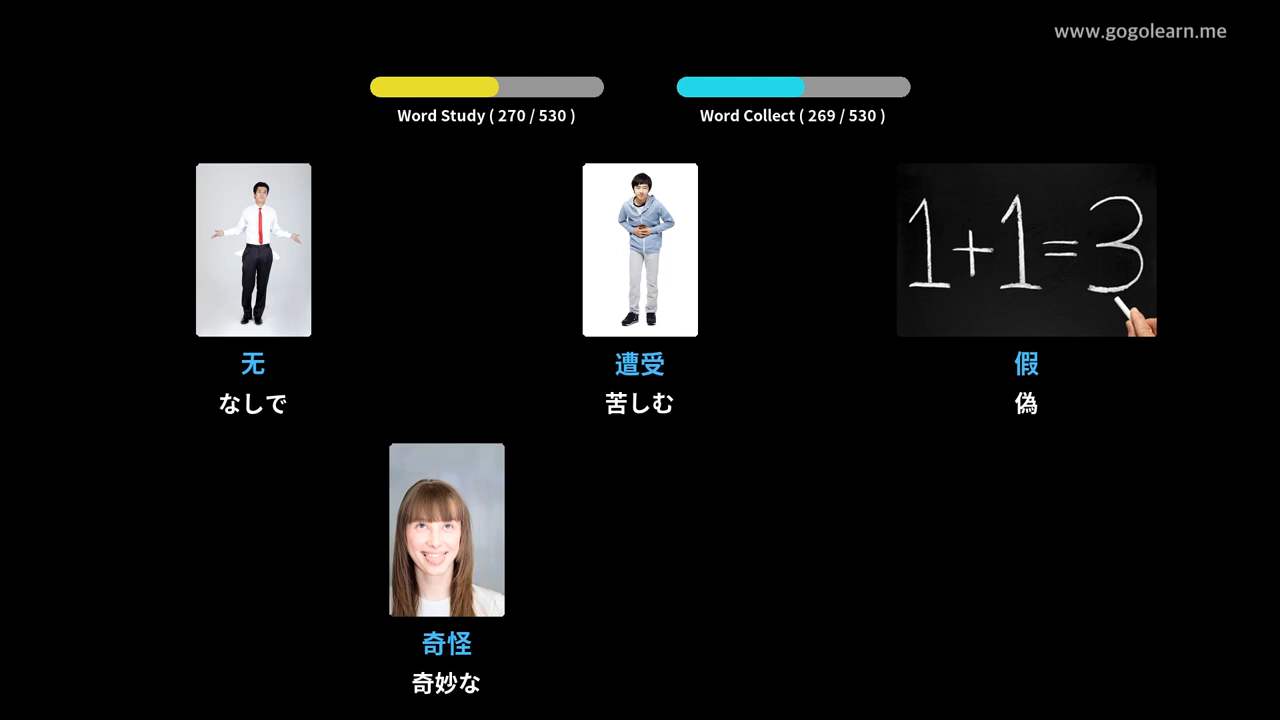 www.gogolearn.me
Word Study ( 270 / 530 )
Word Collect ( 269 / 530 )
1+1=3
无
遭受
假
なしで
苦しむ
偽
奇怪
奇妙な